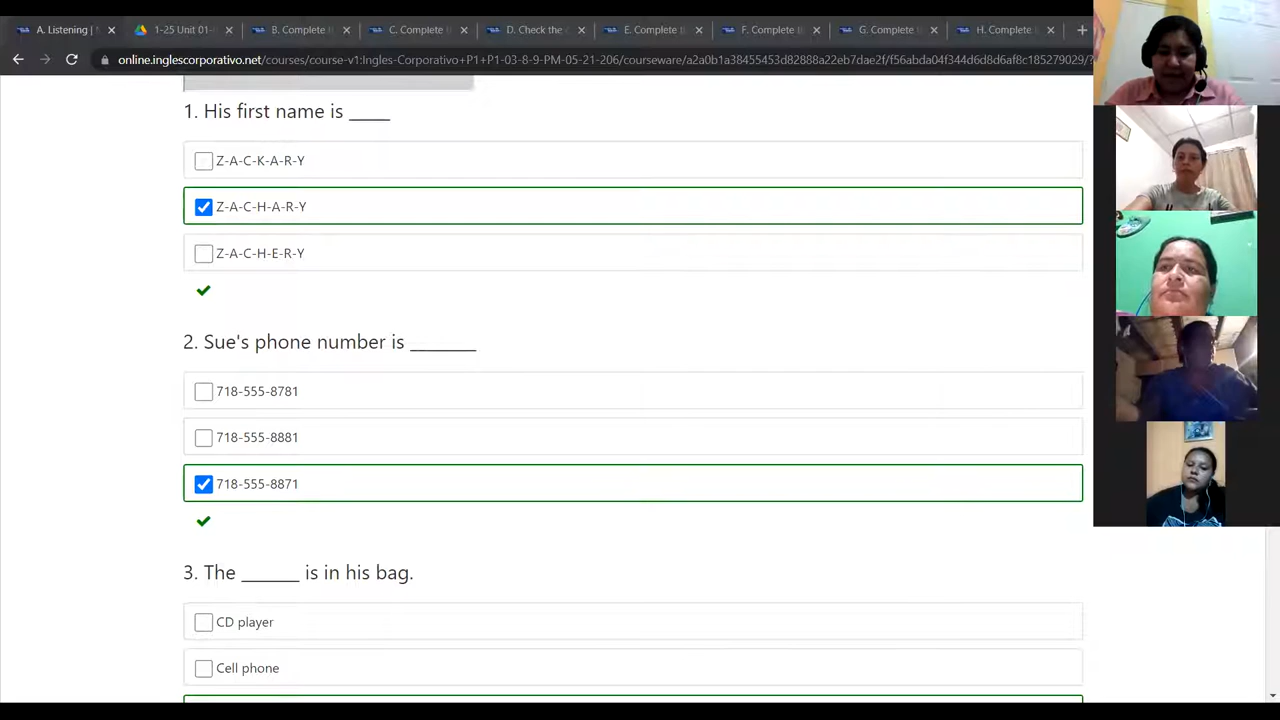 A. Listening |
1-25 Unit 01-
B. Complete
C. Complete
D. Check the
E. Complete
F. Complete
G. Complete
H. Complete
online.inglescorporativo.net/courses/course-v1:Ingles-Corporativo+P1+P1-03-8-9-PM-05-21-206/courseware/a2a0b1a38455453d82888a22eb7dae2f/f56abda04f344d6d8d6af8c185279029/?
1. His first name is _____
Z-A-C-K-A-R-Y
Z-A-C-H-A-R-Y
Z-A-C-H-E-R-Y
2. Sue's phone number is _______
718-555-8781
718-555-8881
718-555-8871
3. The ______ is in his bag.
CD player
Cell phone